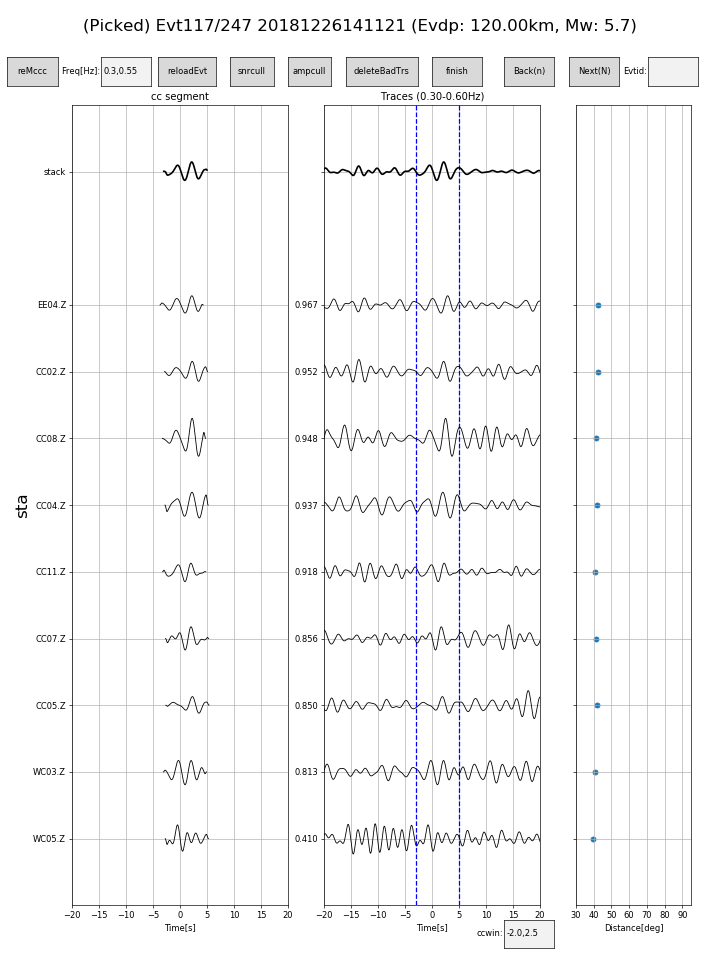 (Picked) Evt117/247 20181226141121 (Evdp: 120.00km, Mw: 5.7)
reMccc Freq[Hz]: 0.3,0.55 reloadEvt snrcull ampcull deleteBadTrs finish Back(n) Next(N) Evtid:
cc segment Traces (0.30-0.60Hz)
stack
EE04.Z 0.967
CC02.Z 0.952
CC08.Z 0.948
CC04.Z 0.937
sta
CC11.Z 0.918
CC07.Z 0.856
CC05.Z 0.850
WC03.Z 0.813
WC05.Z 0.410
−20 −15 −10 −5 0 5 10 15 20 −20 −15 −10 −5 0 5 10 15 20 30 40 50 60 70 80 90
Time[s] Time[s] Distance[deg]
ccwin: -2.0,2.5